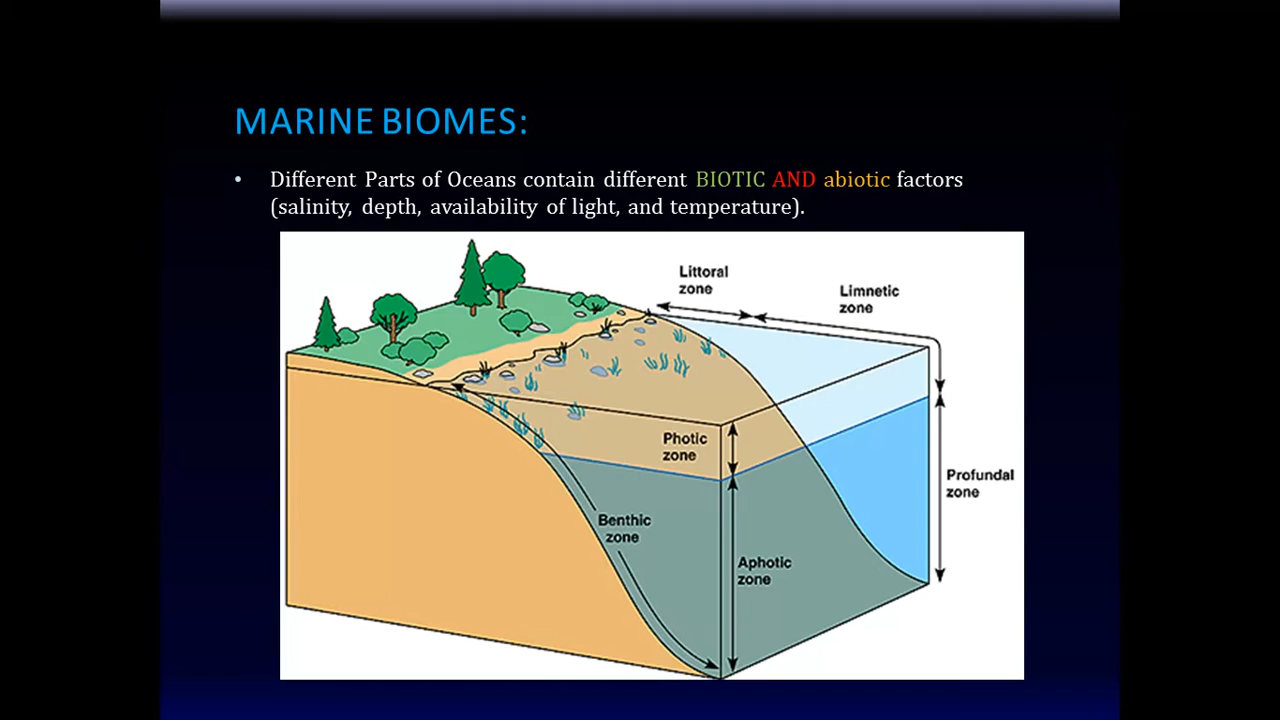 MARINE BIOMES:
• Different Parts of Oceans contain different BIOTIC AND abiotic factors
(salinity, depth, availability of light, and temperature).
Littoral
zone
Limnetic
zone
Photic
zone
Profundal
zone
Benthic
zone
Aphotic
zone